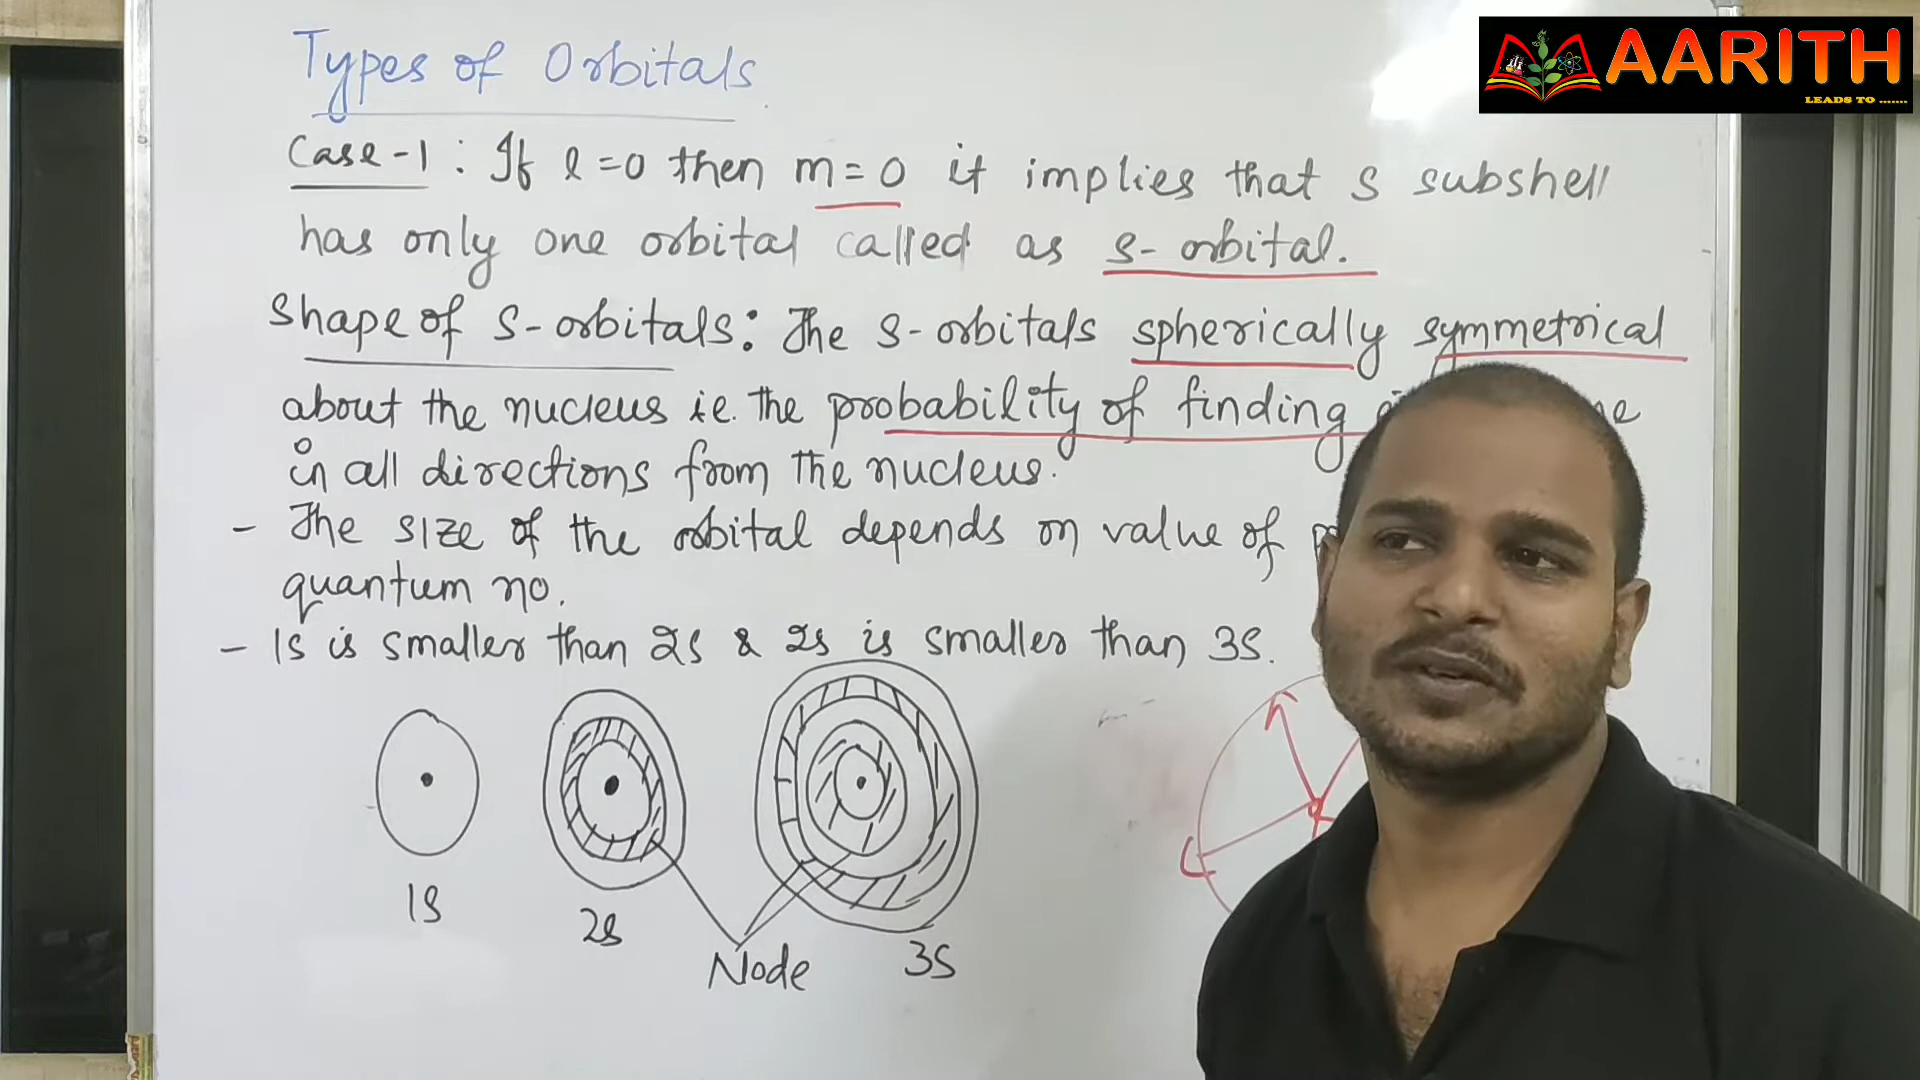 Types of Orbitals
Case-1 : If l=0 then m=0 it implies that s subshell
has only one orbital called as s-orbital.
Shape of s-orbitals: The s-orbitals spherically symmetrical
about the nucleus i.e. the probability of finding
in all directions from the nucleus.
- The size of the orbital depends on value of
quantum no.
- 1s is smaller than 2s & 2s is smaller than 3s.
1s
2s
Node
3s
AARITH
LEADS TO .......